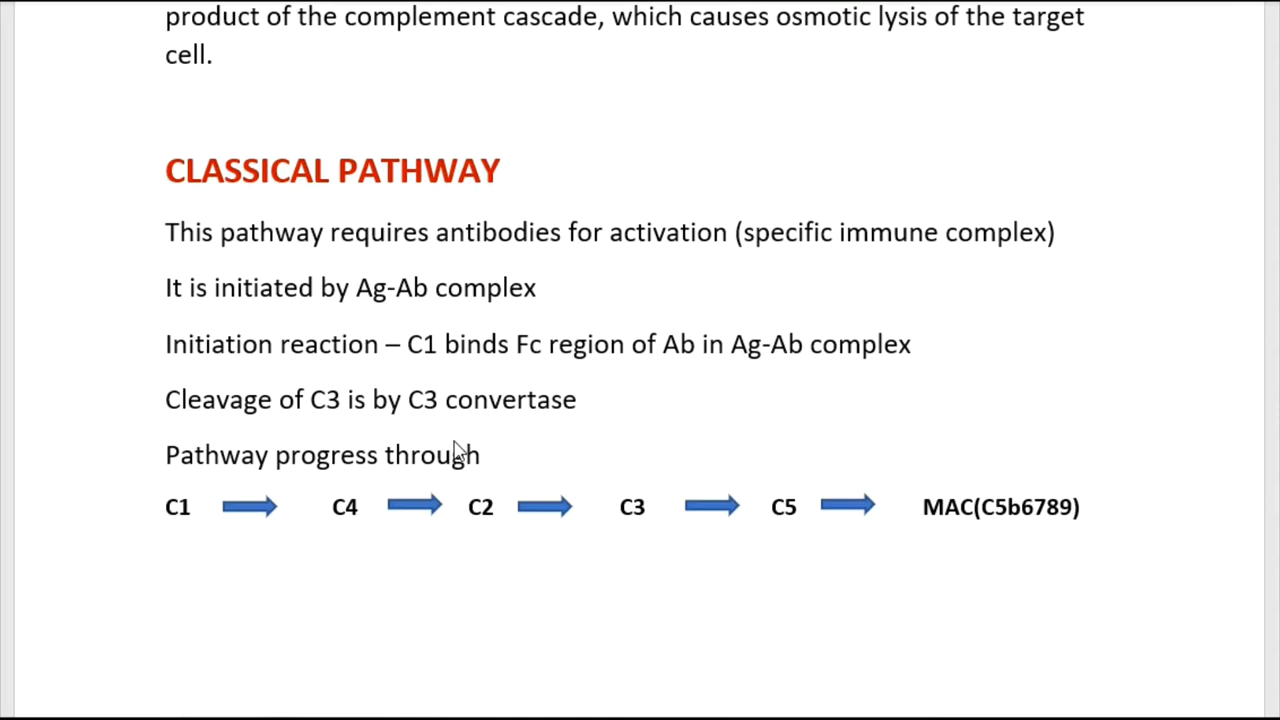 product of the complement cascade, which causes osmotic lysis of the target
cell.
CLASSICAL PATHWAY
This pathway requires antibodies for activation (specific immune complex)
It is initiated by Ag-Ab complex
Initiation reaction – C1 binds Fc region of Ab in Ag-Ab complex
Cleavage of C3 is by C3 convertase
Pathway progress through
C1 C4 C2 C3 C5 MAC(C5b6789)